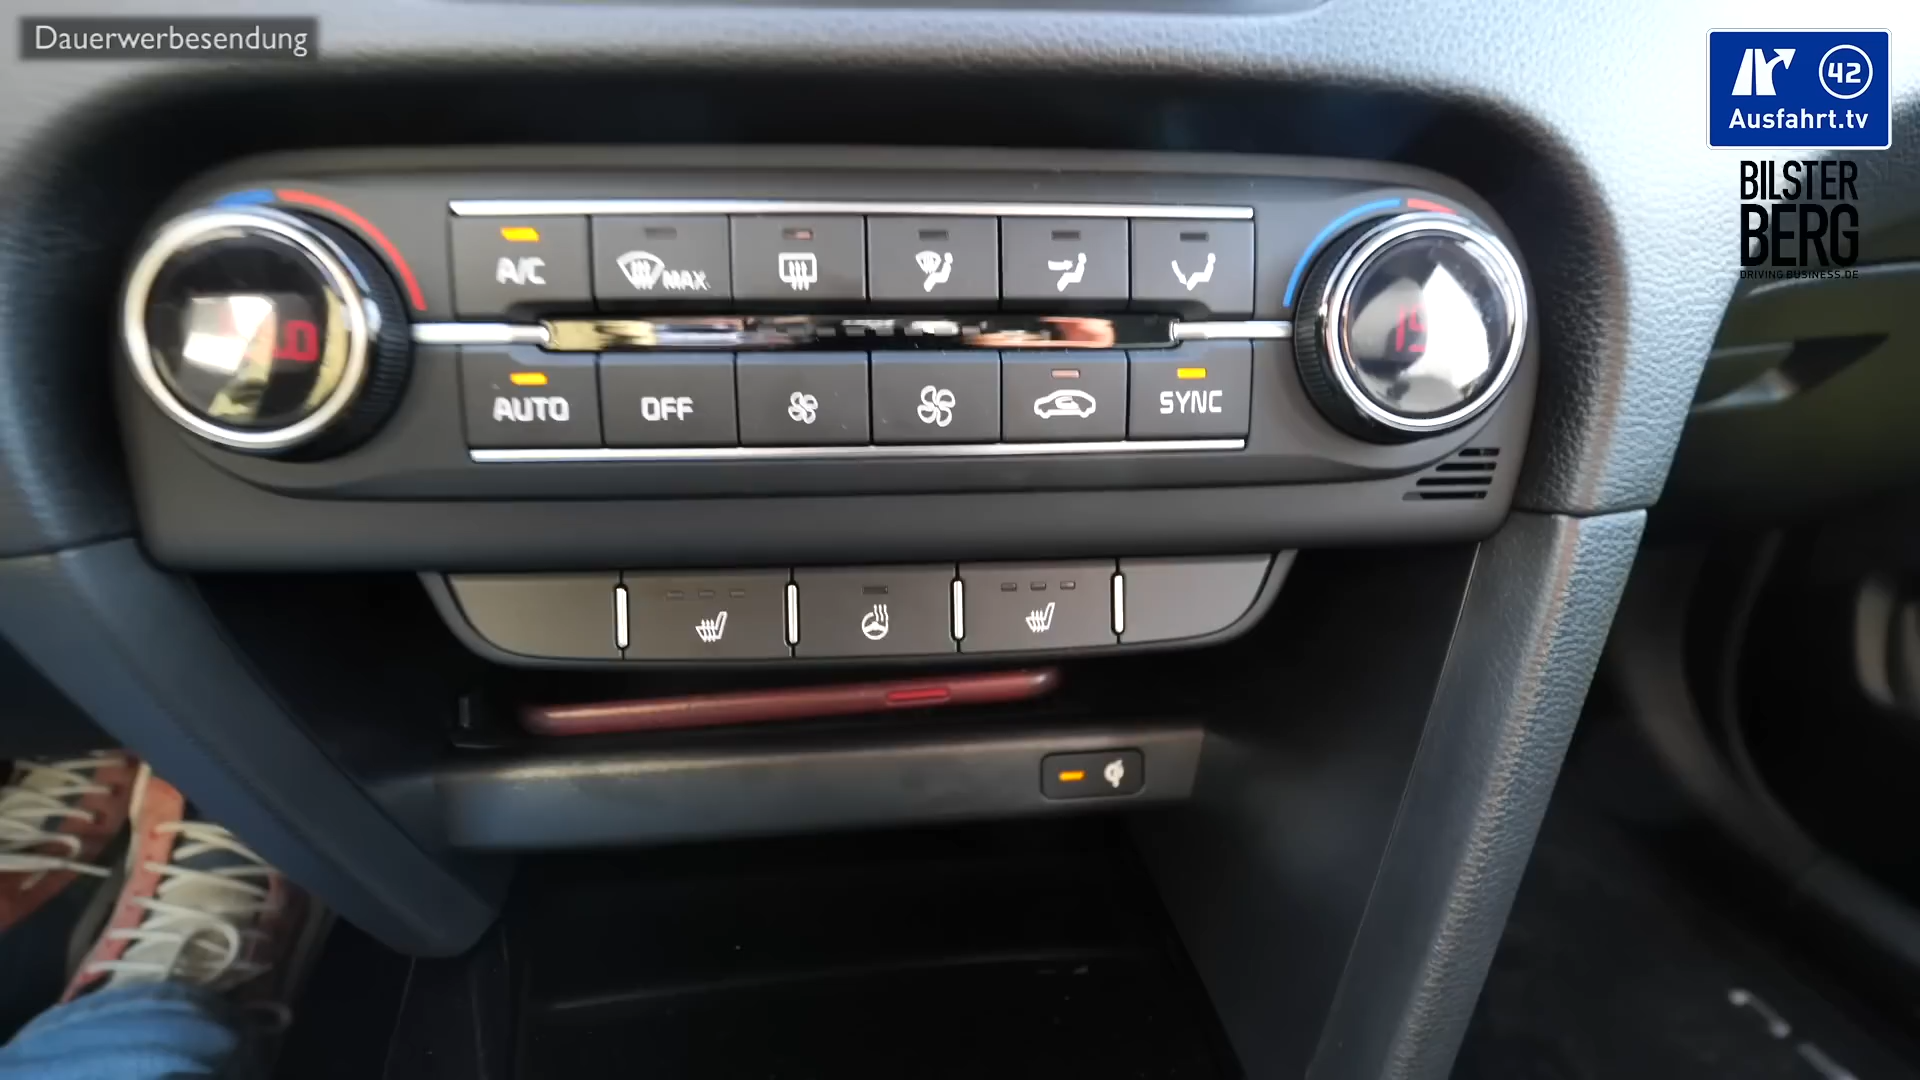 Dauerwerbesendung
42
Ausfahrt.tv
BILSTER
BERG
DRIVING BUSINESS.DE
A/C
MAX
AUTO
OFF
SYNC